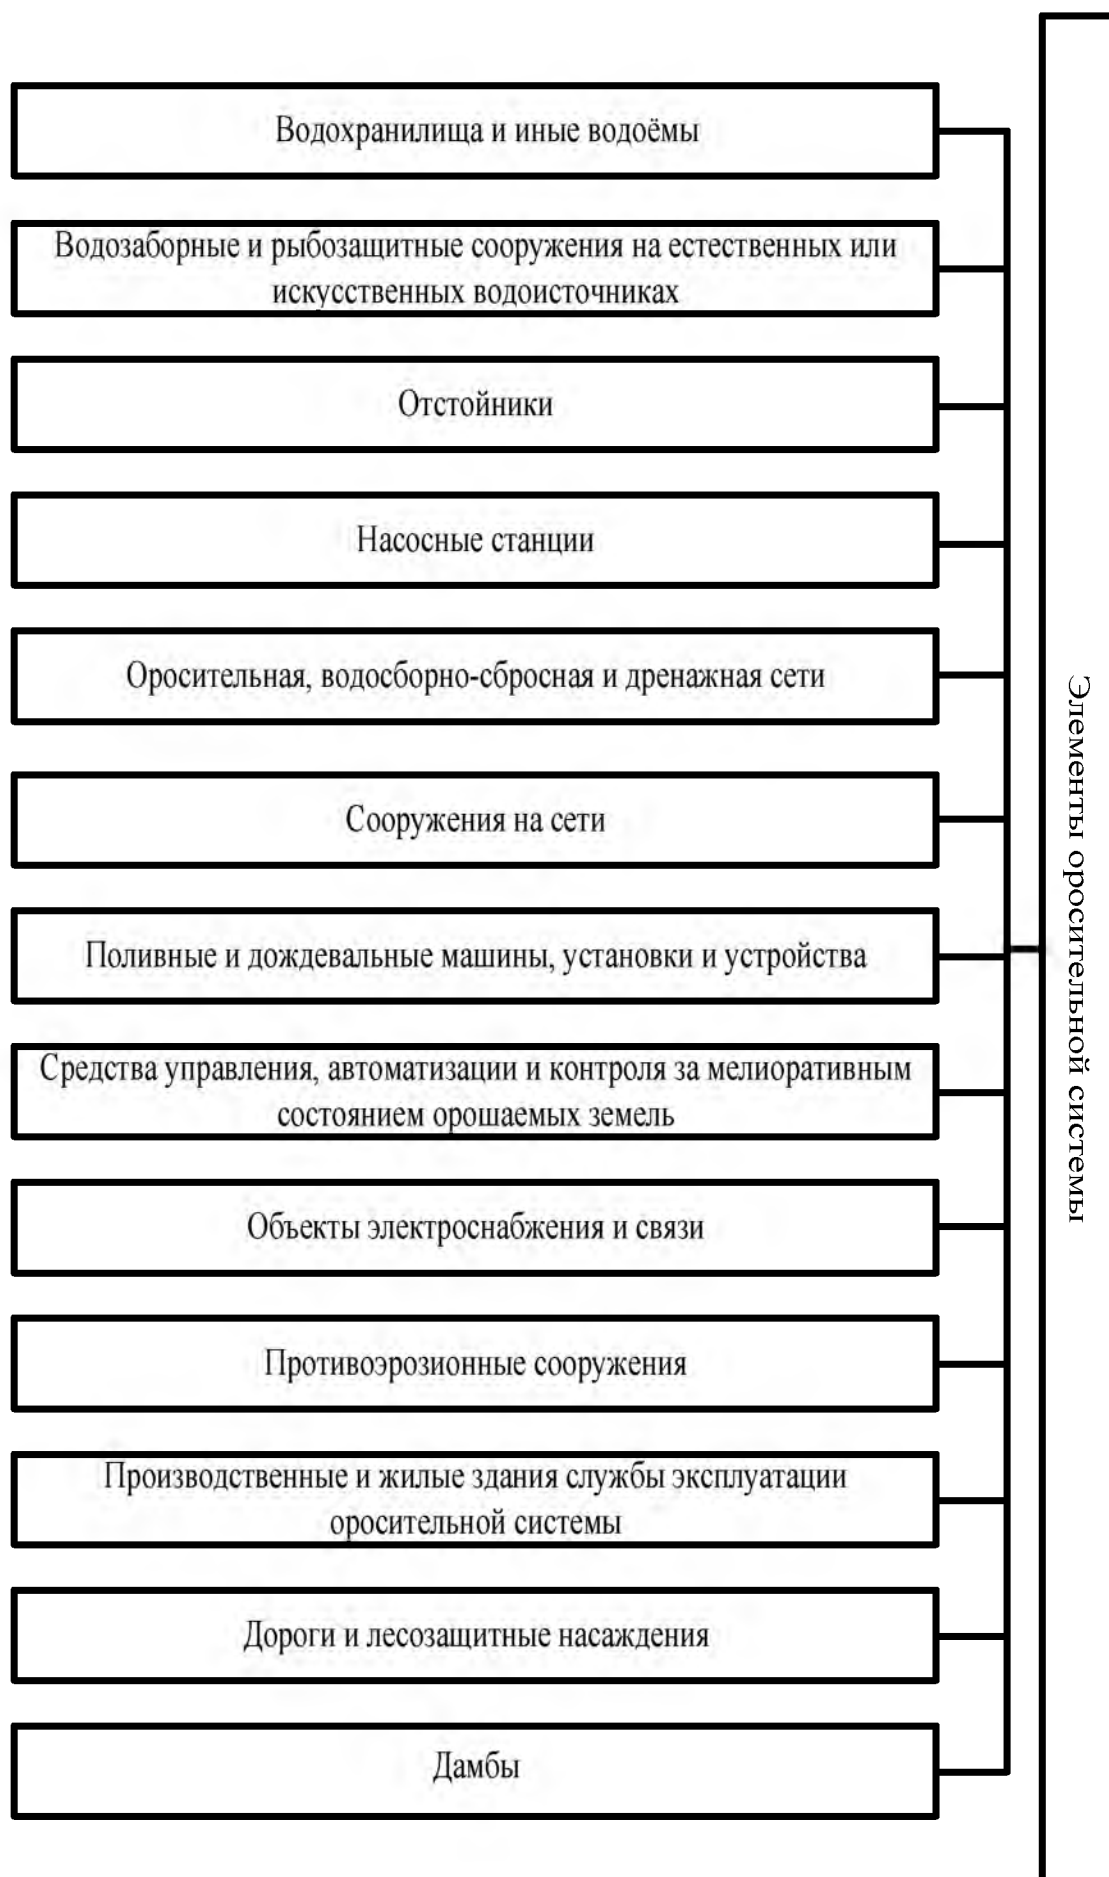 Водохранилища и иные водоёмы
Водозаборные и рыбозащитные сооружения на естественных или
искусственных водоисточниках
Отстойники
Насосные станции
Оросительная, водосборно-сбросная и дренажная сети
Сооружения на сети
Поливные и дождевальные машины, установки и устройства
Средства управления, автоматизации и контроля за мелиоративным
состоянием орошаемых земель
Объекты электроснабжения и связи
Противоэрозионные сооружения
Производственные и жилые здания службы эксплуатации
оросительной системы
Дороги и лесозащитные насаждения
Дамбы
Элементы оросительной системы